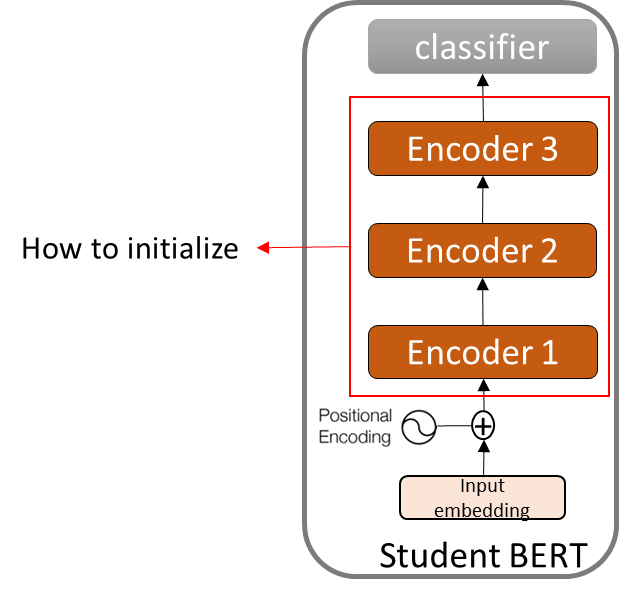 classifier
Encoder 3
How to initialize
Encoder 2
Encoder 1
Positional
Encoding
Input
embedding
Student BERT